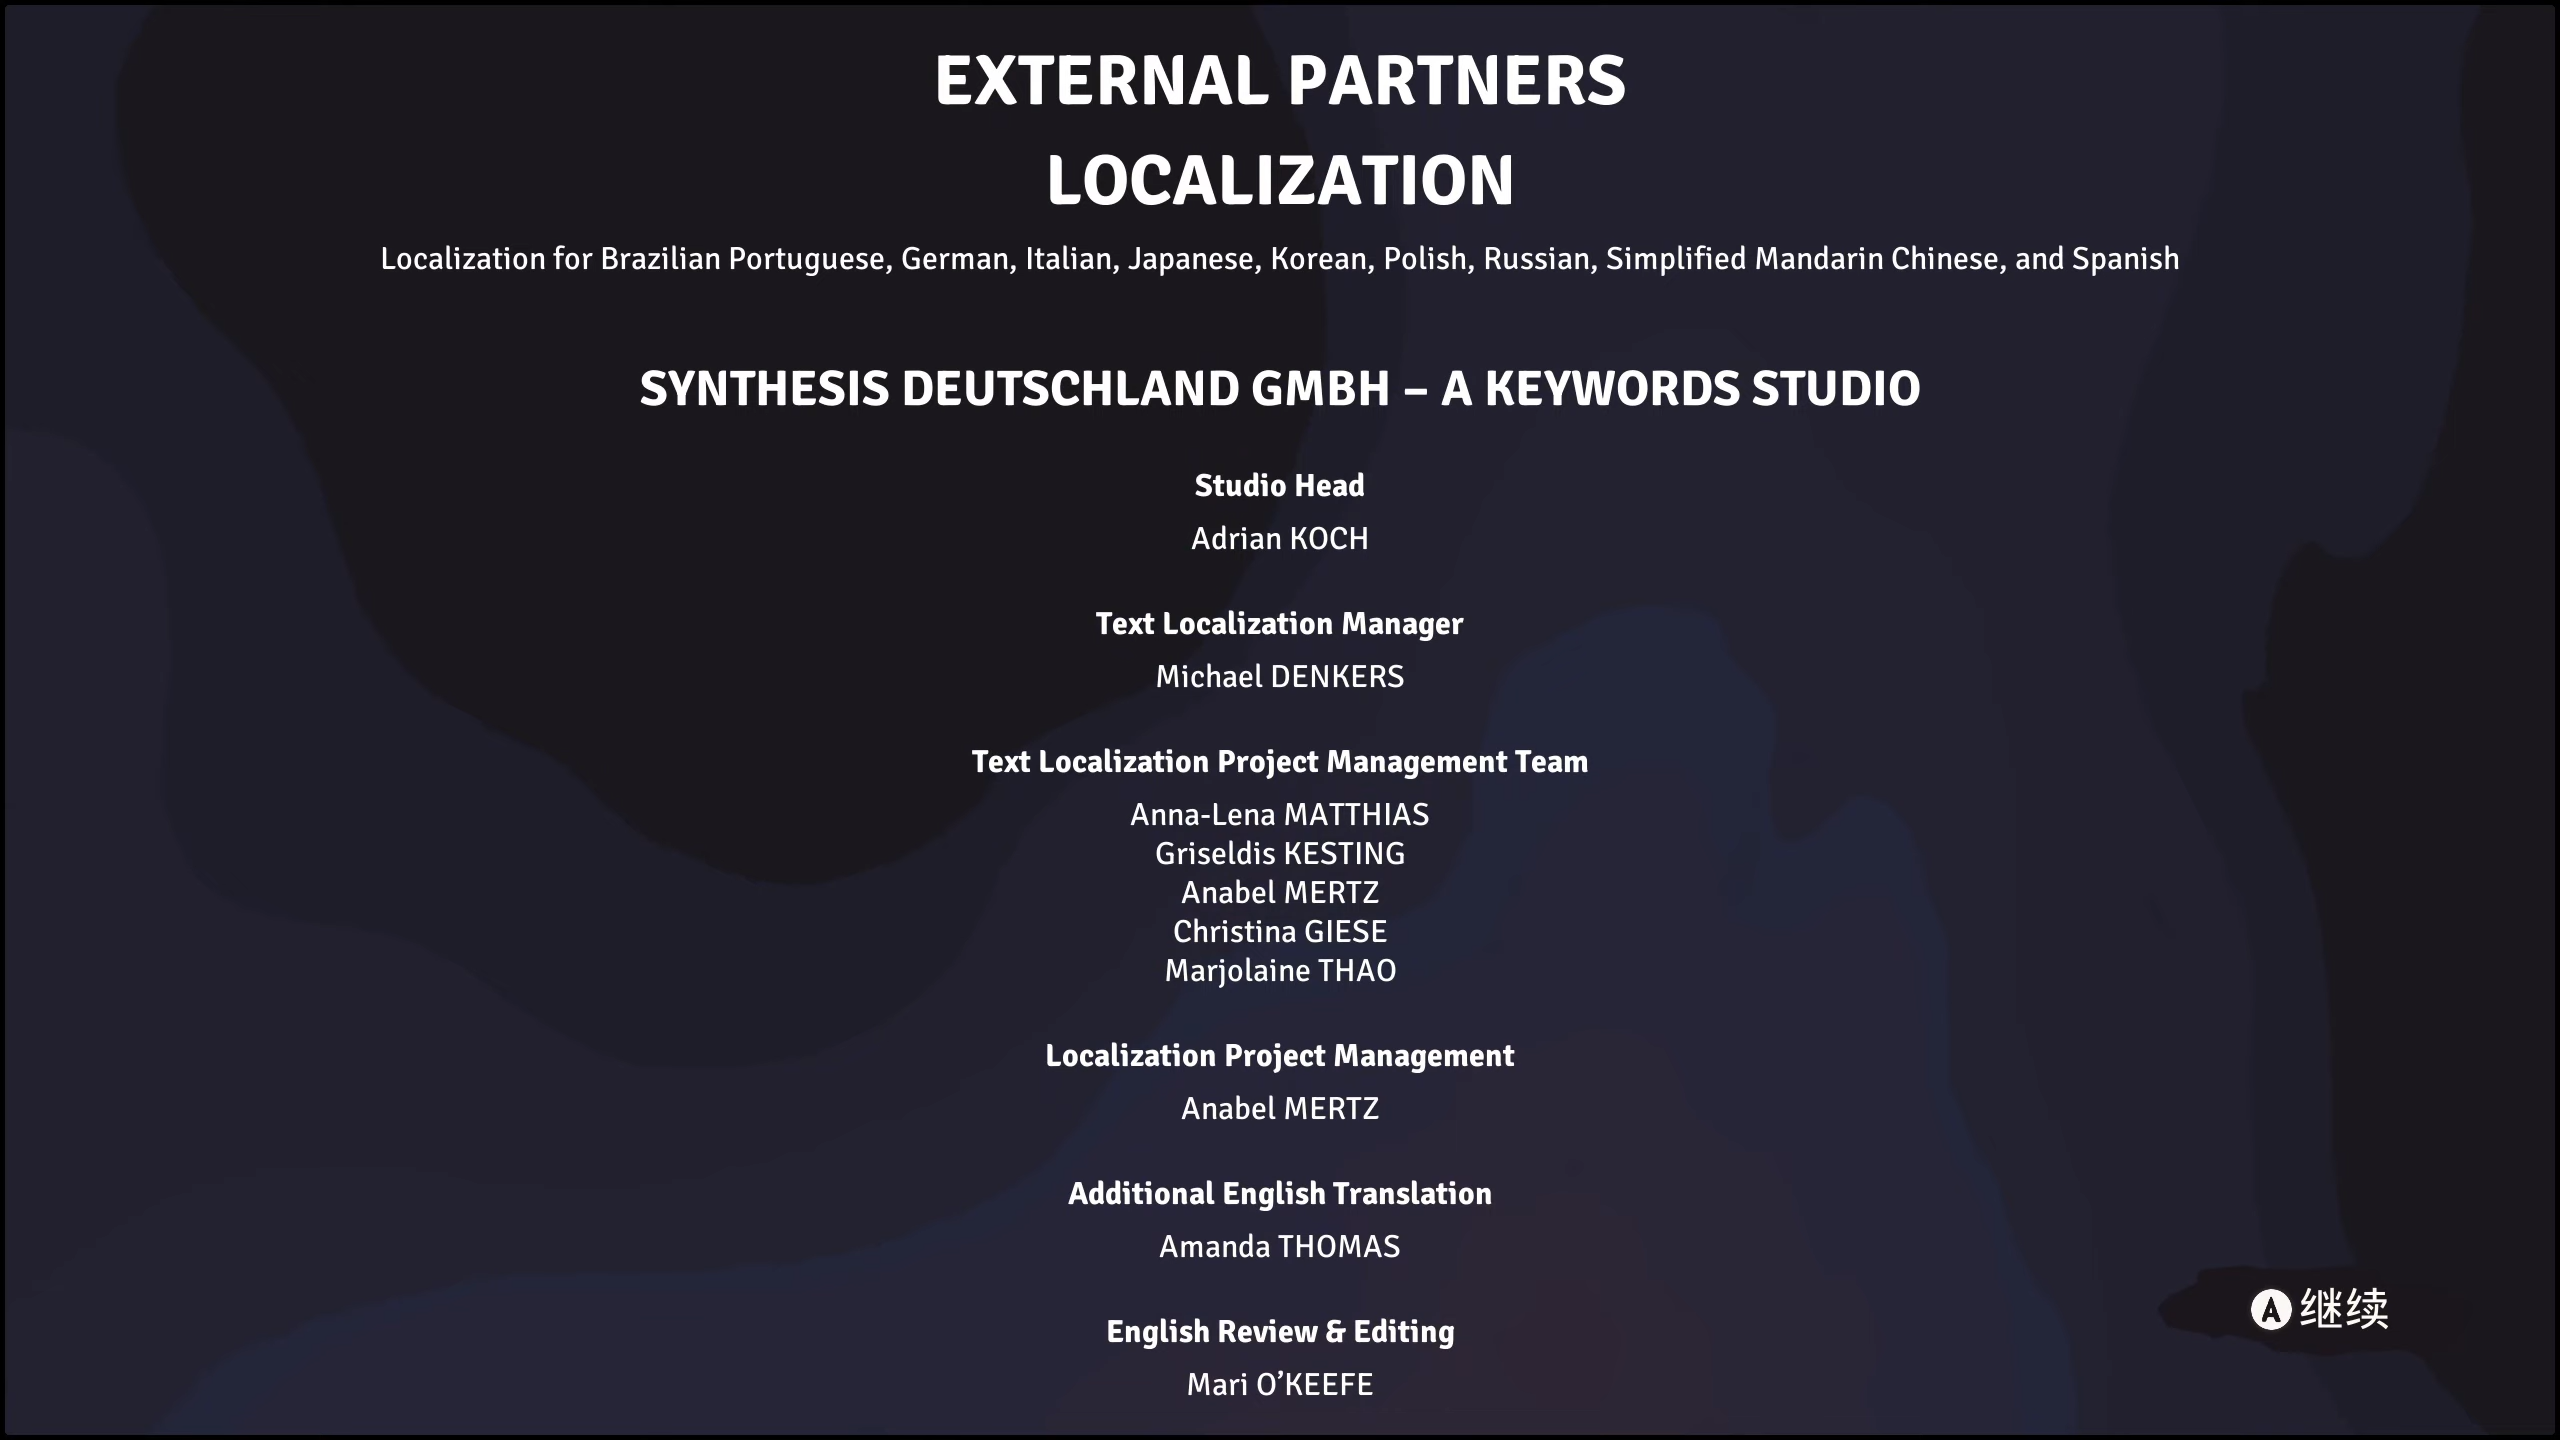 EXTERNAL PARTNERS
LOCALIZATION
Localization for Brazilian Portuguese, German, Italian, Japanese, Korean, Polish, Russian, Simplified Mandarin Chinese, and Spanish
SYNTHESIS DEUTSCHLAND GMBH – A KEYWORDS STUDIO
Studio Head
Adrian KOCH
Text Localization Manager
Michael DENKERS
Text Localization Project Management Team
Anna-Lena MATTHIAS
Griseldis KESTING
Anabel MERTZ
Christina GIESE
Marjolaine THAO
Localization Project Management
Anabel MERTZ
Additional English Translation
Amanda THOMAS
English Review & Editing
Mari O’KEEFE
A 继续